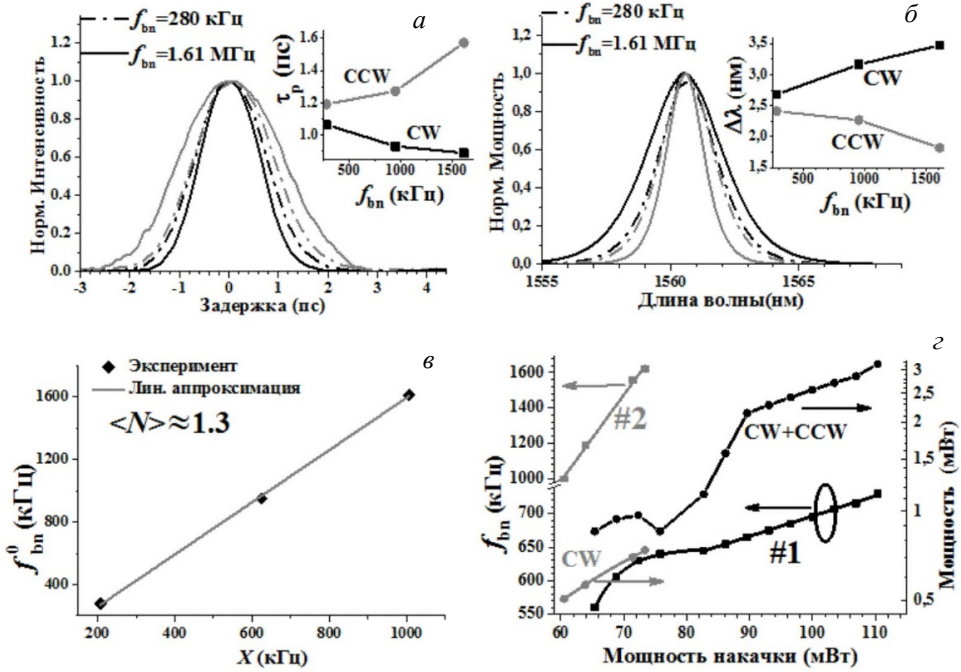 а
f_bn=280 кГц
f_bn=1.61 МГц
Норм. Интенсивность
1.2
1.0
0.8
0.6
0.4
0.2
0.0
-3 -2 -1 0 1 2 3 4
Задержка (пс)
τ_p (пс)
1.6
1.4
1.2
1.0
CCW
CW
500 1000 1500
f_bn (кГц)
б
f_bn=280 кГц
f_bn=1.61 МГц
Норм. Мощность
1,2
1,0
0,8
0,6
0,4
0,2
0,0
1555 1560 1565
Длина волны(нм)
Δλ (нм)
4,0
3,5
3,0
2,5
2,0
1,5
CW
CCW
500 1000 1500
f_bn (кГц)
в
Эксперимент
Лин. аппроксимация
<N>≈1.3
f^0_bn (кГц)
1600
1200
800
400
200 400 600 800 1000
X (кГц)
г
f_bn (кГц)
1600
1400
1200
1000
700
650
600
550
#2
CW+CCW
CW
#1
3
2.5
2
1.5
1
0,5
Мощность (мВт)
60 70 80 90 100 110
Мощность накачки (мВт)